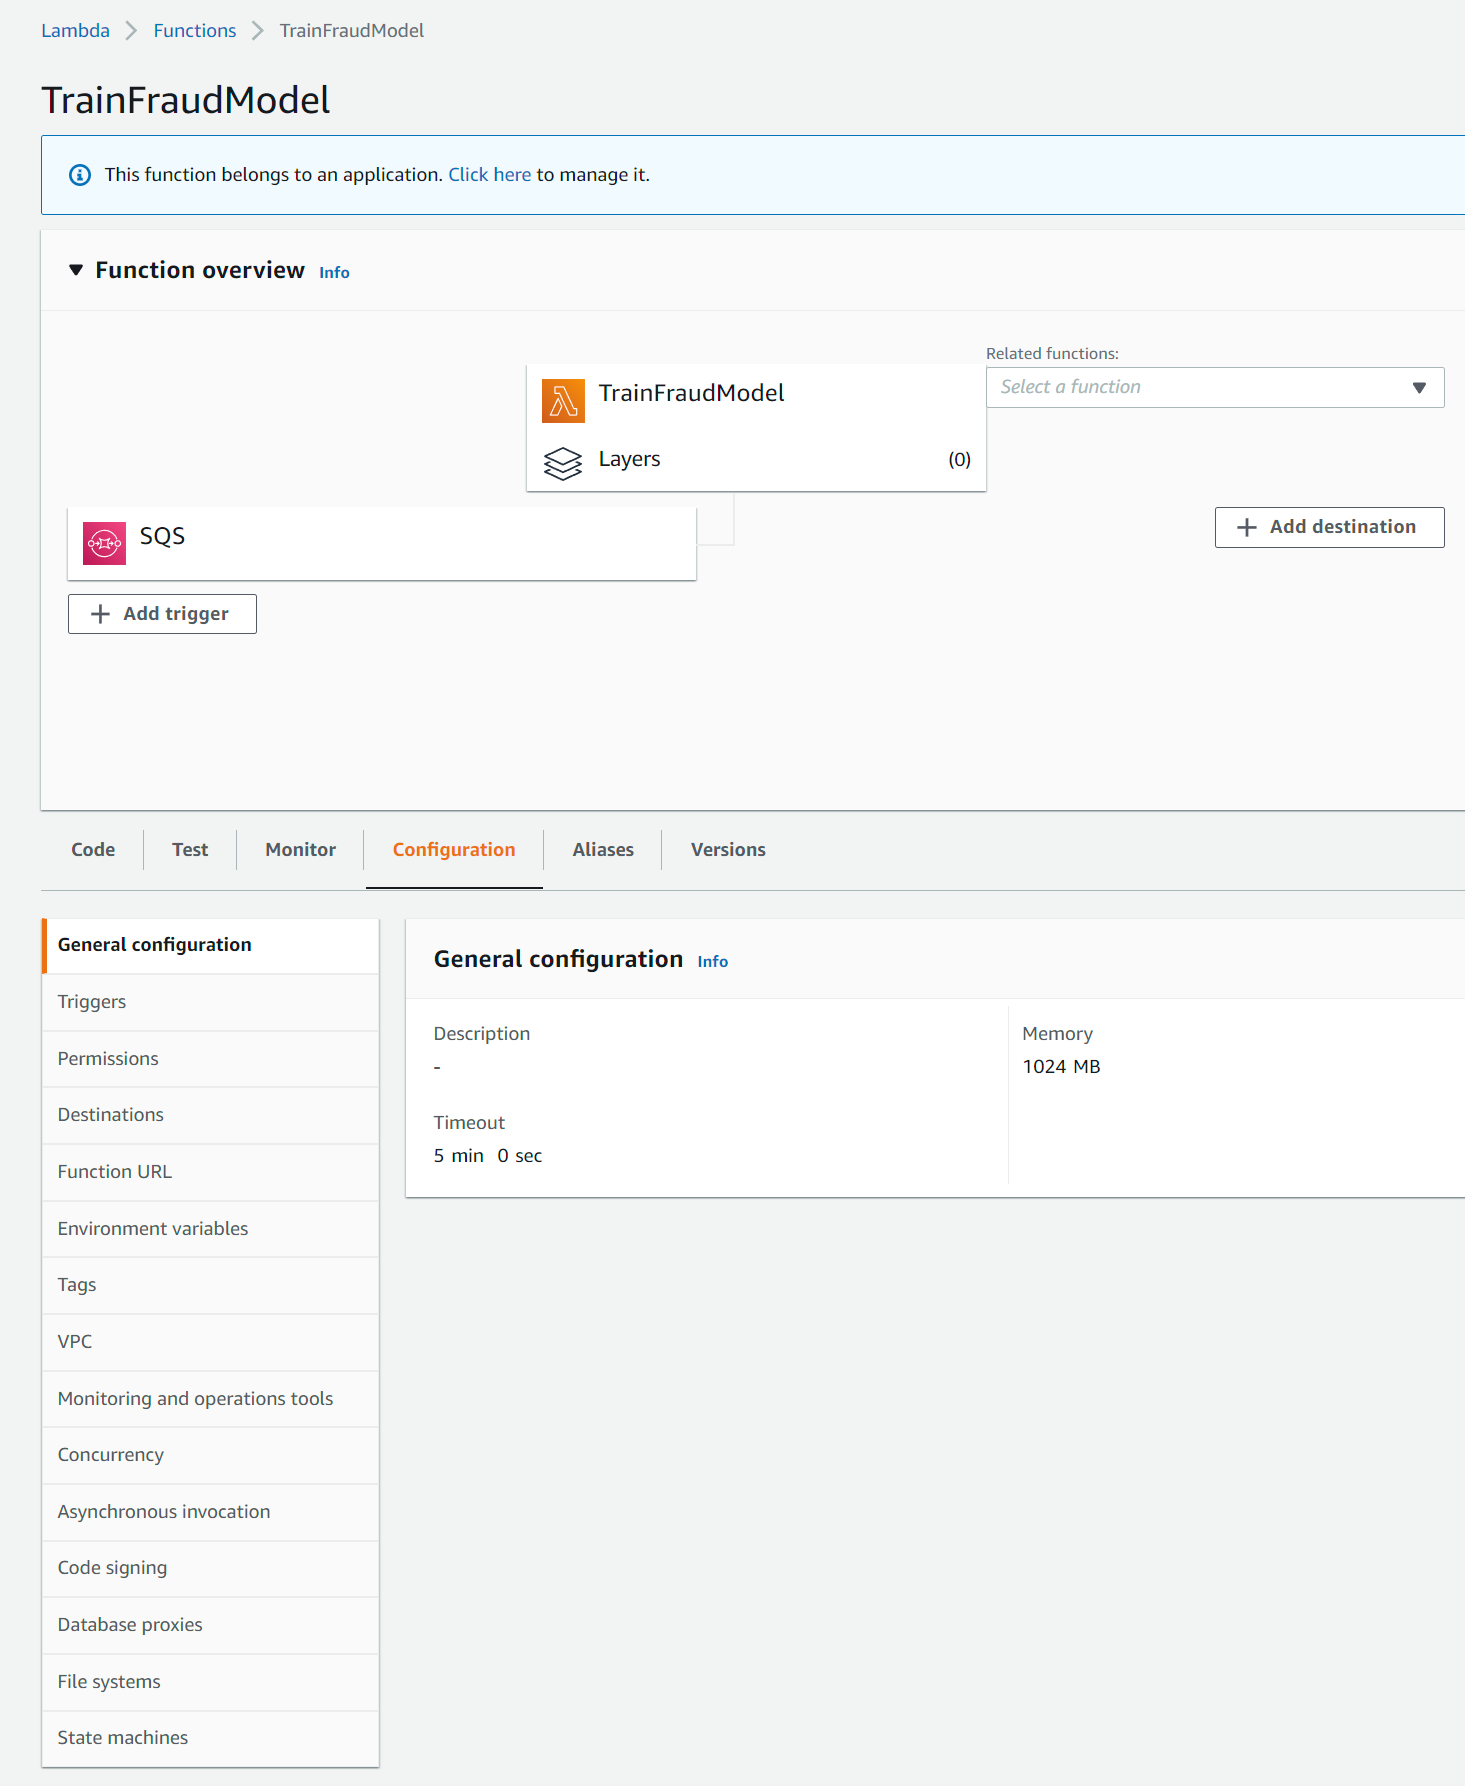 Lambda > Functions > TrainFraudModel
TrainFraudModel
This function belongs to an application. Click here to manage it.
Function overview Info
Related functions:
Select a function
TrainFraudModel
Layers (0)
SQS
Add destination
Add trigger
Code Test Monitor Configuration Aliases Versions
General configuration
Triggers
Permissions
Destinations
Function URL
Environment variables
Tags
VPC
Monitoring and operations tools
Concurrency
Asynchronous invocation
Code signing
Database proxies
File systems
State machines
General configuration Info
Description
-
Timeout
5 min 0 sec
Memory
1024 MB